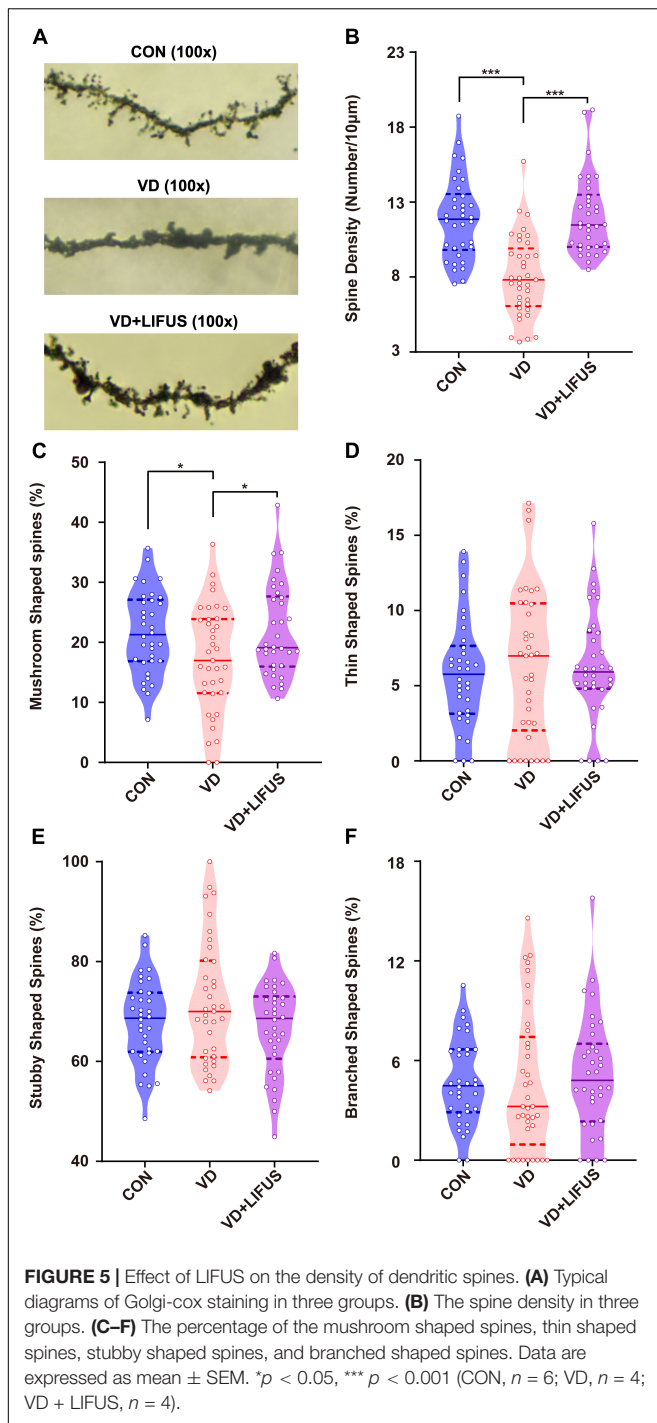 A
CON (100x)
VD (100x)
VD+LIFUS (100x)
B
Spine Density (Number/10μm)
23
18
13
8
3
***
***
CON
VD
VD+LIFUS
C
Mushroom Shaped spines (%)
50
40
30
20
10
0
*
*
CON
VD
VD+LIFUS
D
Thin Shaped Spines (%)
20
15
10
5
0
CON
VD
VD+LIFUS
E
Stubby Shaped Spines (%)
100
80
60
40
CON
VD
VD+LIFUS
F
Branched Shaped Spines (%)
18
12
6
0
CON
VD
VD+LIFUS
FIGURE 5 | Effect of LIFUS on the density of dendritic spines. (A) Typical
diagrams of Golgi-cox staining in three groups. (B) The spine density in three
groups. (C–F) The percentage of the mushroom shaped spines, thin shaped
spines, stubby shaped spines, and branched shaped spines. Data are
expressed as mean ± SEM. *p < 0.05, *** p < 0.001 (CON, n = 6; VD, n = 4;
VD + LIFUS, n = 4).